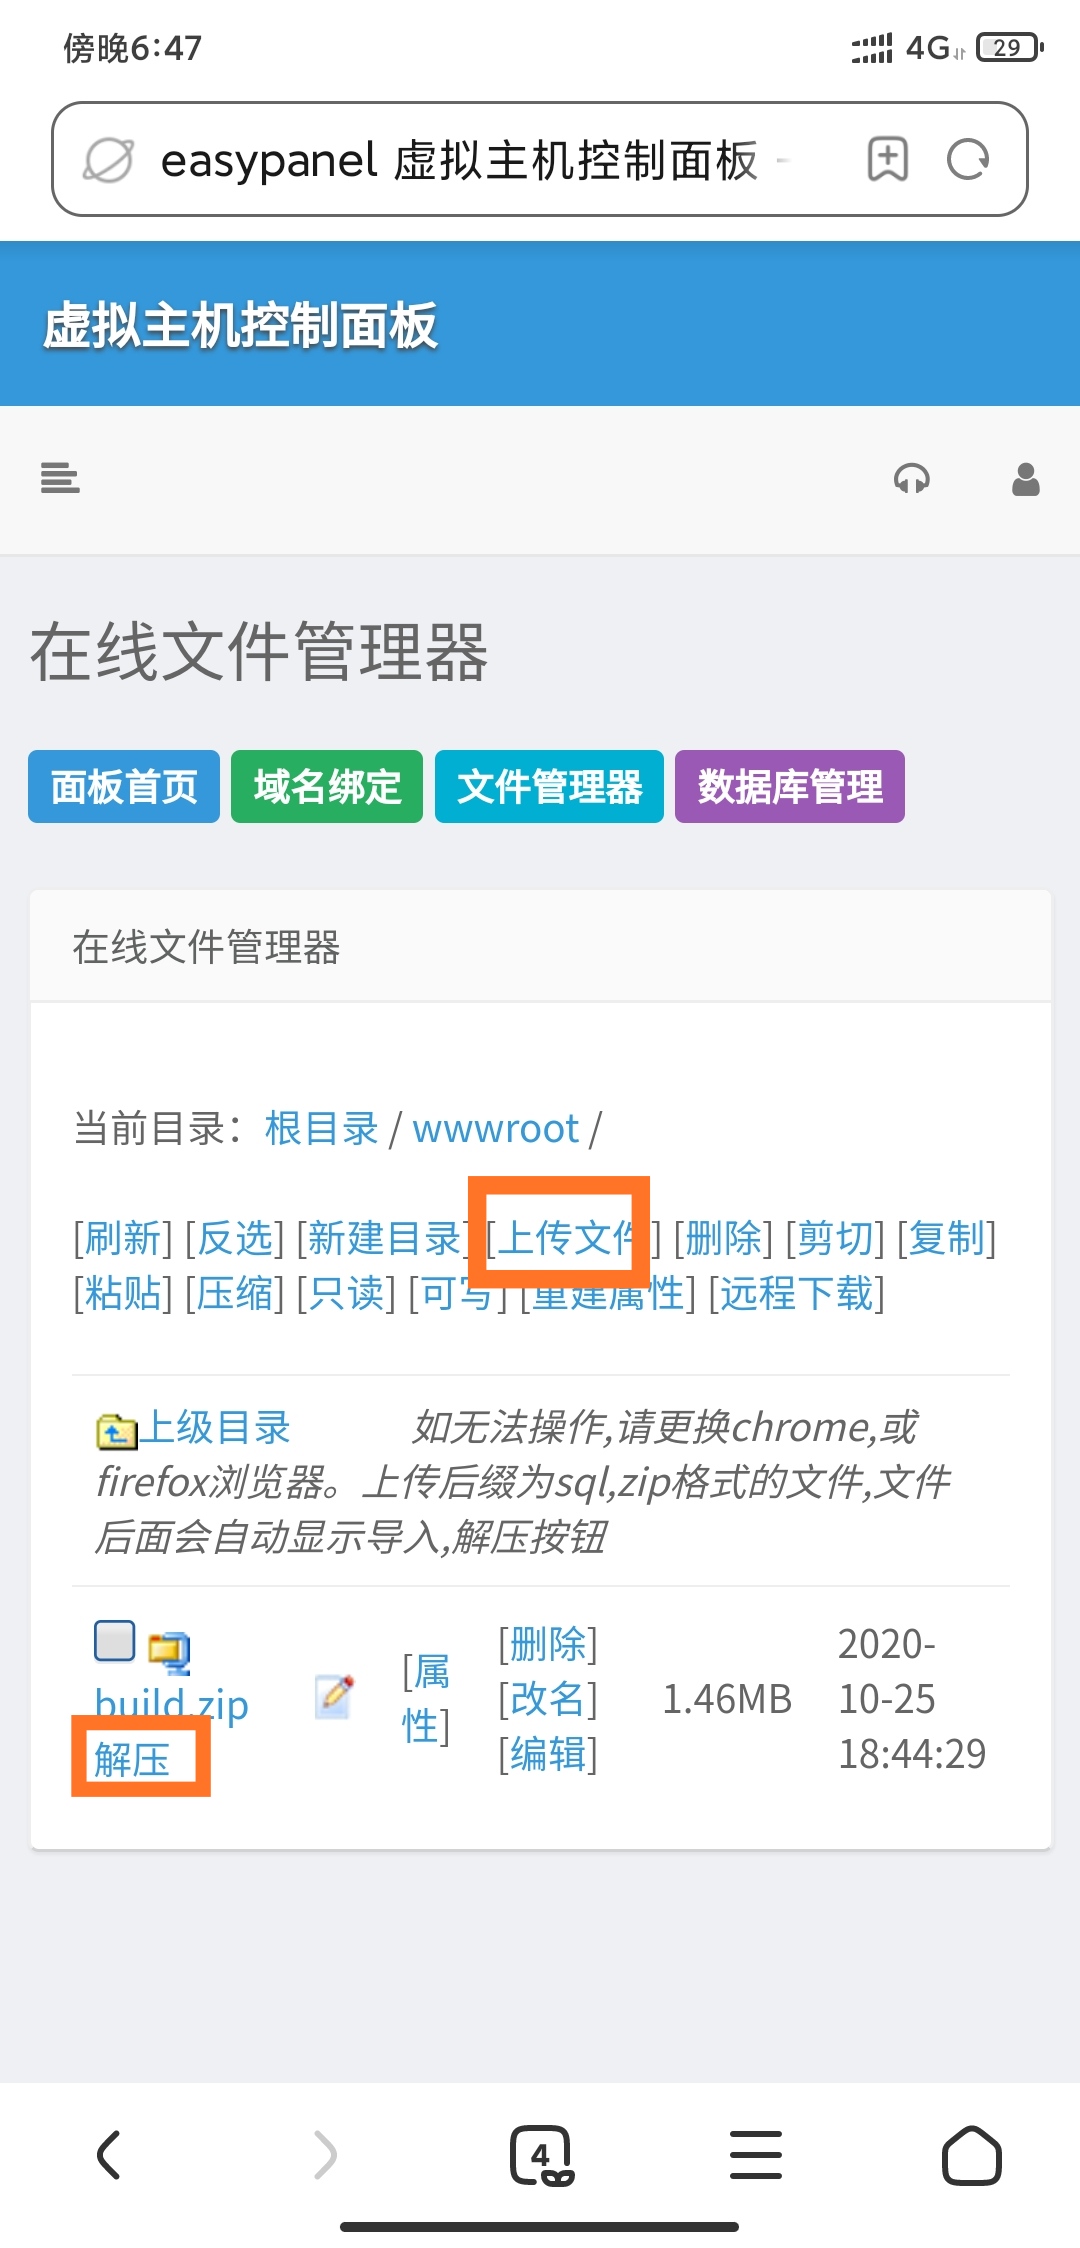 傍晚6:47 4G 29
easypanel 虚拟主机控制面板 -
虚拟主机控制面板
在线文件管理器
面板首页 域名绑定 文件管理器 数据库管理
在线文件管理器
当前目录：根目录 / wwwroot /
[刷新] [反选] [新建目录] [上传文件] [删除] [剪切] [复制]
[粘贴] [压缩] [只读] [可写] [重建属性] [远程下载]
上级目录 如无法操作,请更换chrome,或
firefox浏览器。上传后缀为sql,zip格式的文件,文件
后面会自动显示导入,解压按钮
build.zip
解压
[属
性]
[删除]
[改名]
[编辑]
1.46MB
2020-
10-25
18:44:29
4